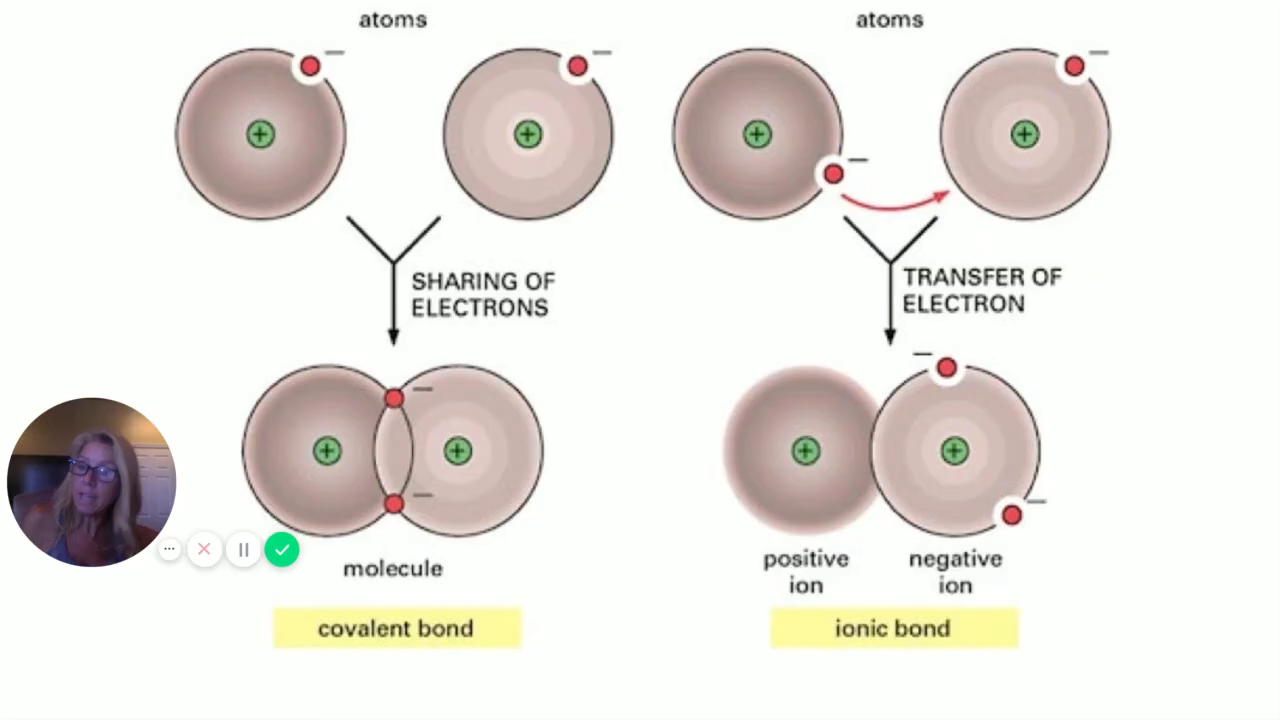 atoms
SHARING OF
ELECTRONS
molecule
covalent bond
atoms
TRANSFER OF
ELECTRON
positive
ion
negative
ion
ionic bond